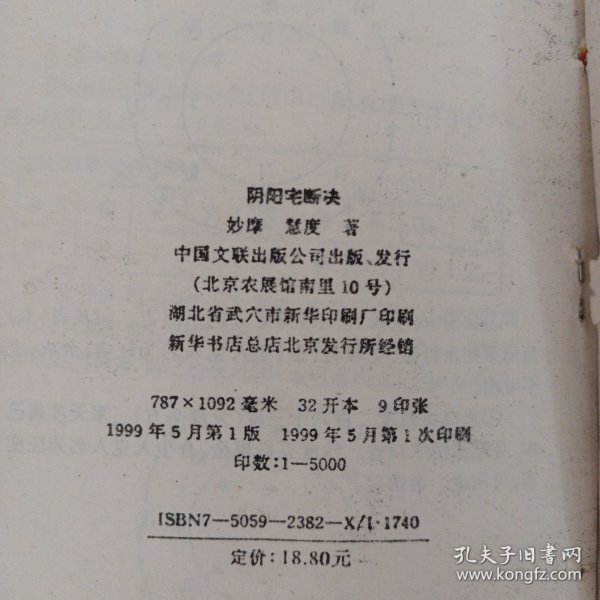 阴阳宅断决
妙摩 慧度 著
中国文联出版公司出版、发行
(北京农展馆南里10号)
湖北省武穴市新华印刷厂印刷
新华书店总店北京发行所经销
787×1092毫米 32开本 9印张
1999年5月第1版 1999年5月第1次印刷
印数:1—5000
ISBN7—5059—2382—X/I·1740
定价:18.80元
孔夫子旧书网
www.kongfz.com